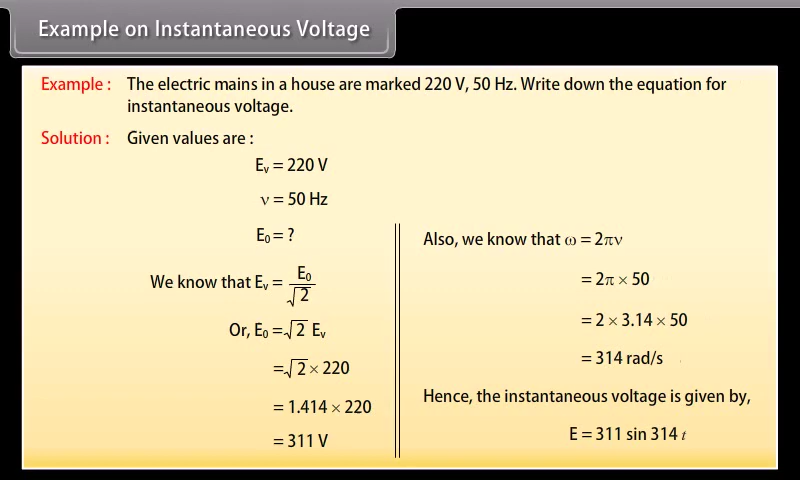 Example on Instantaneous Voltage
Example : The electric mains in a house are marked 220 V, 50 Hz. Write down the equation for
instantaneous voltage.
Solution : Given values are :
Eᵥ = 220 V
ν = 50 Hz
E₀ = ?
We know that Eᵥ = E₀/√2
Or, E₀ = √2 Eᵥ
= √2 × 220
= 1.414 × 220
= 311 V
Also, we know that ω = 2πν
= 2π × 50
= 2 × 3.14 × 50
= 314 rad/s
Hence, the instantaneous voltage is given by,
E = 311 sin 314 t